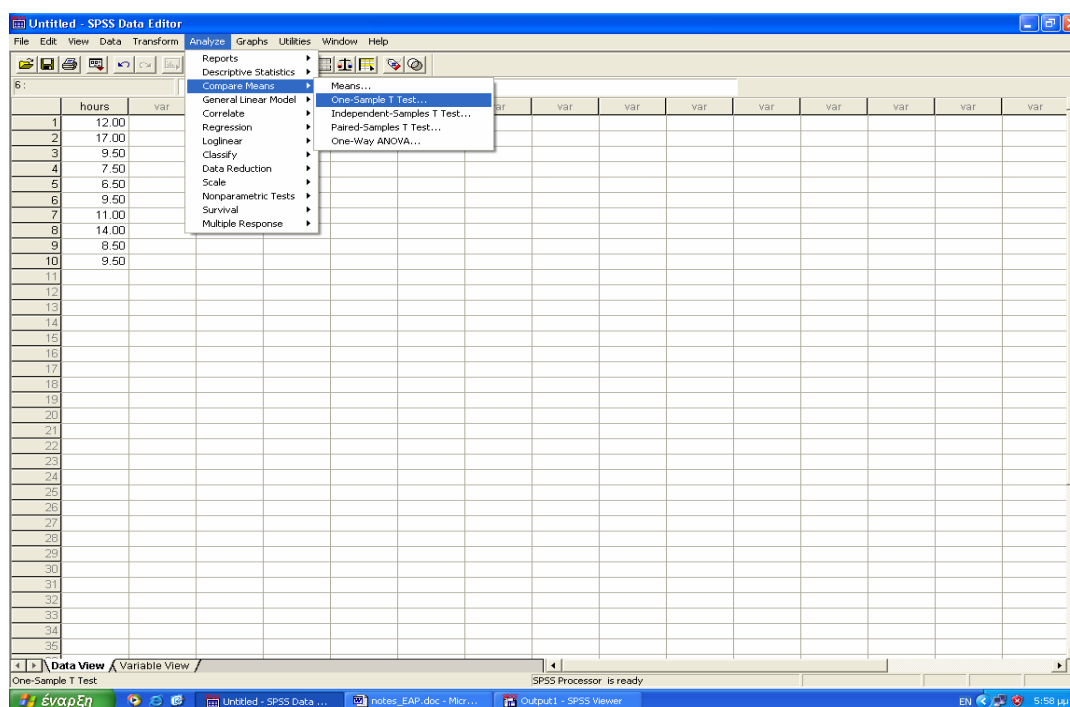 Untitled - SPSS Data Editor
File Edit View Data Transform Analyze Graphs Utilities Window Help
6 :
Reports
Descriptive Statistics
Compare Means
General Linear Model
Correlate
Regression
Loglinear
Classify
Data Reduction
Scale
Nonparametric Tests
Survival
Multiple Response
Means...
One-Sample T Test...
Independent-Samples T Test...
Paired-Samples T Test...
One-Way ANOVA...
hours var ar var var var var var var var var
1 12.00
2 17.00
3 9.50
4 7.50
5 6.50
6 9.50
7 11.00
8 14.00
9 8.50
10 9.50
11
12
13
14
15
16
17
18
19
20
21
22
23
24
25
26
27
28
29
30
31
32
33
34
35
Data View Variable View
One-Sample T Test SPSS Processor is ready
έναρξη Untitled - SPSS Data ... notes_EAP.doc - Micr... Output1 - SPSS Viewer EN 5:58 μμ